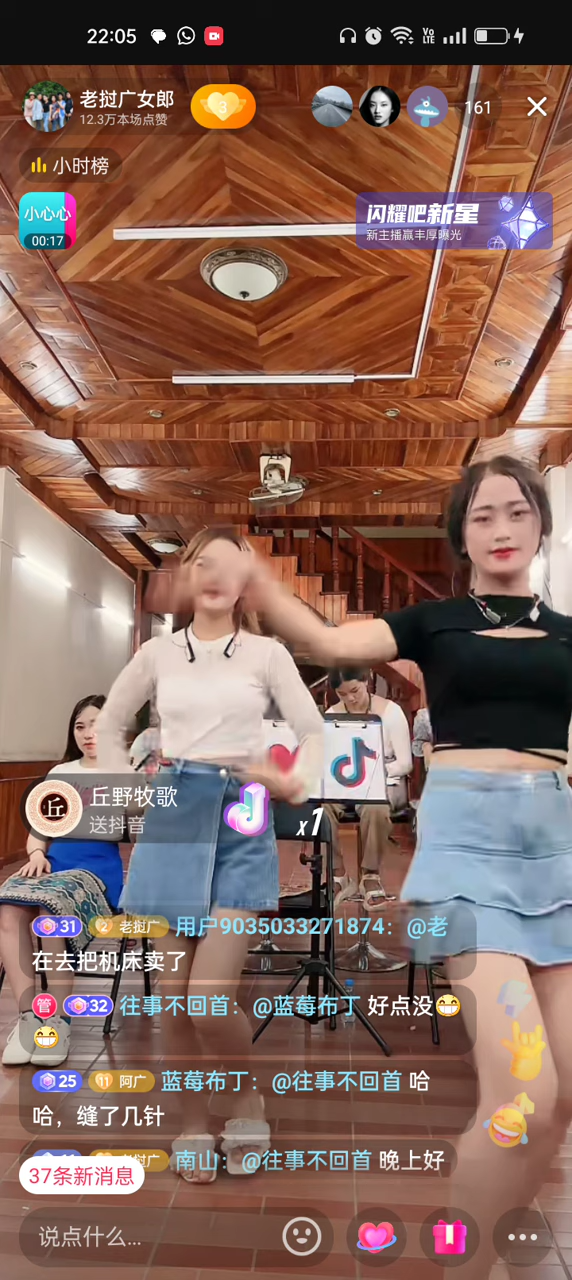 22:05
Vo
LTE
老挝广女郎
12.3万本场点赞
3
161
小时榜
小心心
00:17
闪耀吧新星
新主播赢丰厚曝光
丘
丘野牧歌
送抖音
x1
31 2 老挝广 用户9035033271874：@老
在去把机床卖了
管 32 往事不回首：@蓝莓布丁 好点没😁
😁
25 11 阿广 蓝莓布丁：@往事不回首 哈
哈，缝了几针
南山：@往事不回首 晚上好
37条新消息
说点什么...